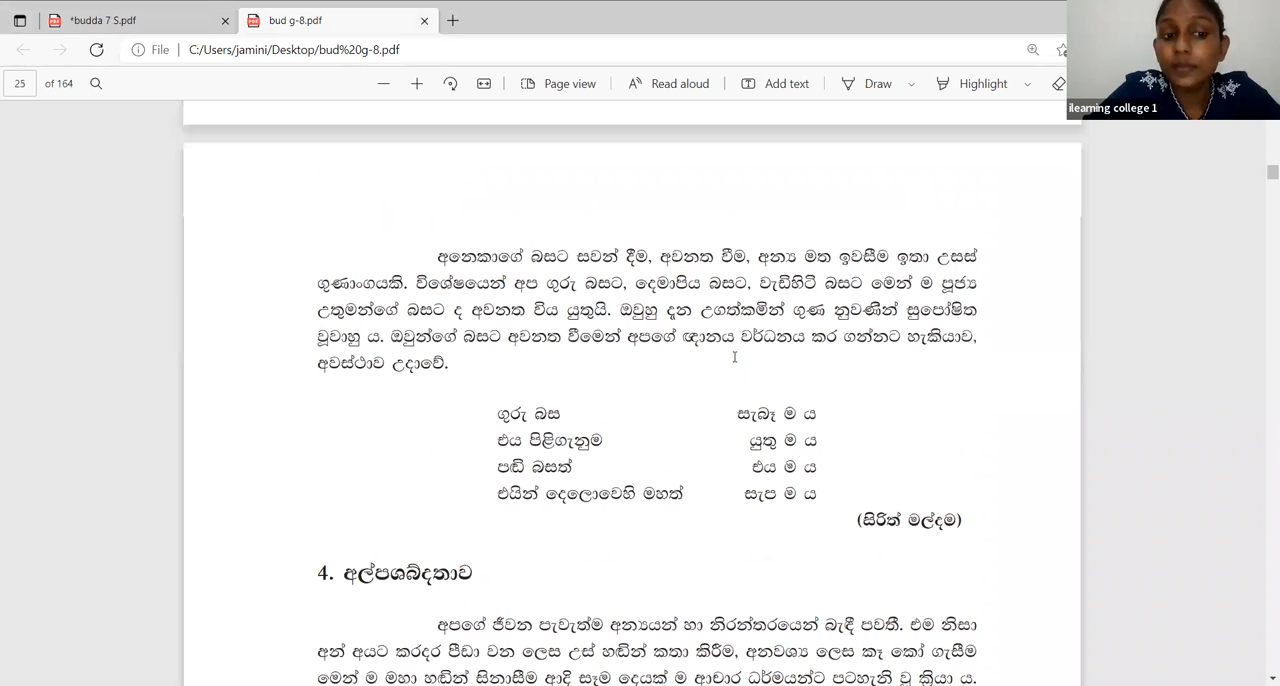 *budda 7 S.pdf
bud g-8.pdf
File
C:/Users/jamini/Desktop/bud%20g-8.pdf
25 of 164
Page view
Read aloud
Add text
Draw
Highlight
ilearning college 1
අනෙකාගේ බසට සවන් දීම, අවනත වීම, අන්‍ය මත ඉවසීම ඉතා උසස්
ගුණාංගයකි. විශේෂයෙන් අප ගුරු බසට, දෙමාපිය බසට, වැඩිහිටි බසට මෙන් ම පූජ්‍ය
උතුමන්ගේ බසට ද අවනත විය යුතුයි. ඔවුහු දැන උගත්කමින් ගුණ නුවණින් සුපෝෂිත
වූවාහු ය. ඔවුන්ගේ බසට අවනත වීමෙන් අපගේ ඥානය වර්ධනය කර ගන්නට හැකියාව,
අවස්ථාව උදාවේ.
ගුරු බස සැබෑ ම ය
එය පිළිගැනුම යුතු ම ය
පඬි බසත් එය ම ය
එයින් දෙලොවෙහි මහත් සැප ම ය
(සිරිත් මල්දම)
4. අල්පශබ්දතාව
අපගේ ජීවන පැවැත්ම අන්‍යයන් හා නිරන්තරයෙන් බැඳී පවතී. එම නිසා
අන් අයට කරදර පීඩා වන ලෙස උස් හඬින් කතා කිරීම, අනවශ්‍ය ලෙස කෑ කෝ ගැසීම
මෙන් ම මහා හඬින් සිනාසීම ආදි සෑම දෙයක් ම ආචාර ධර්මයන්ට පටහැනි වූ ක්‍රියා ය.